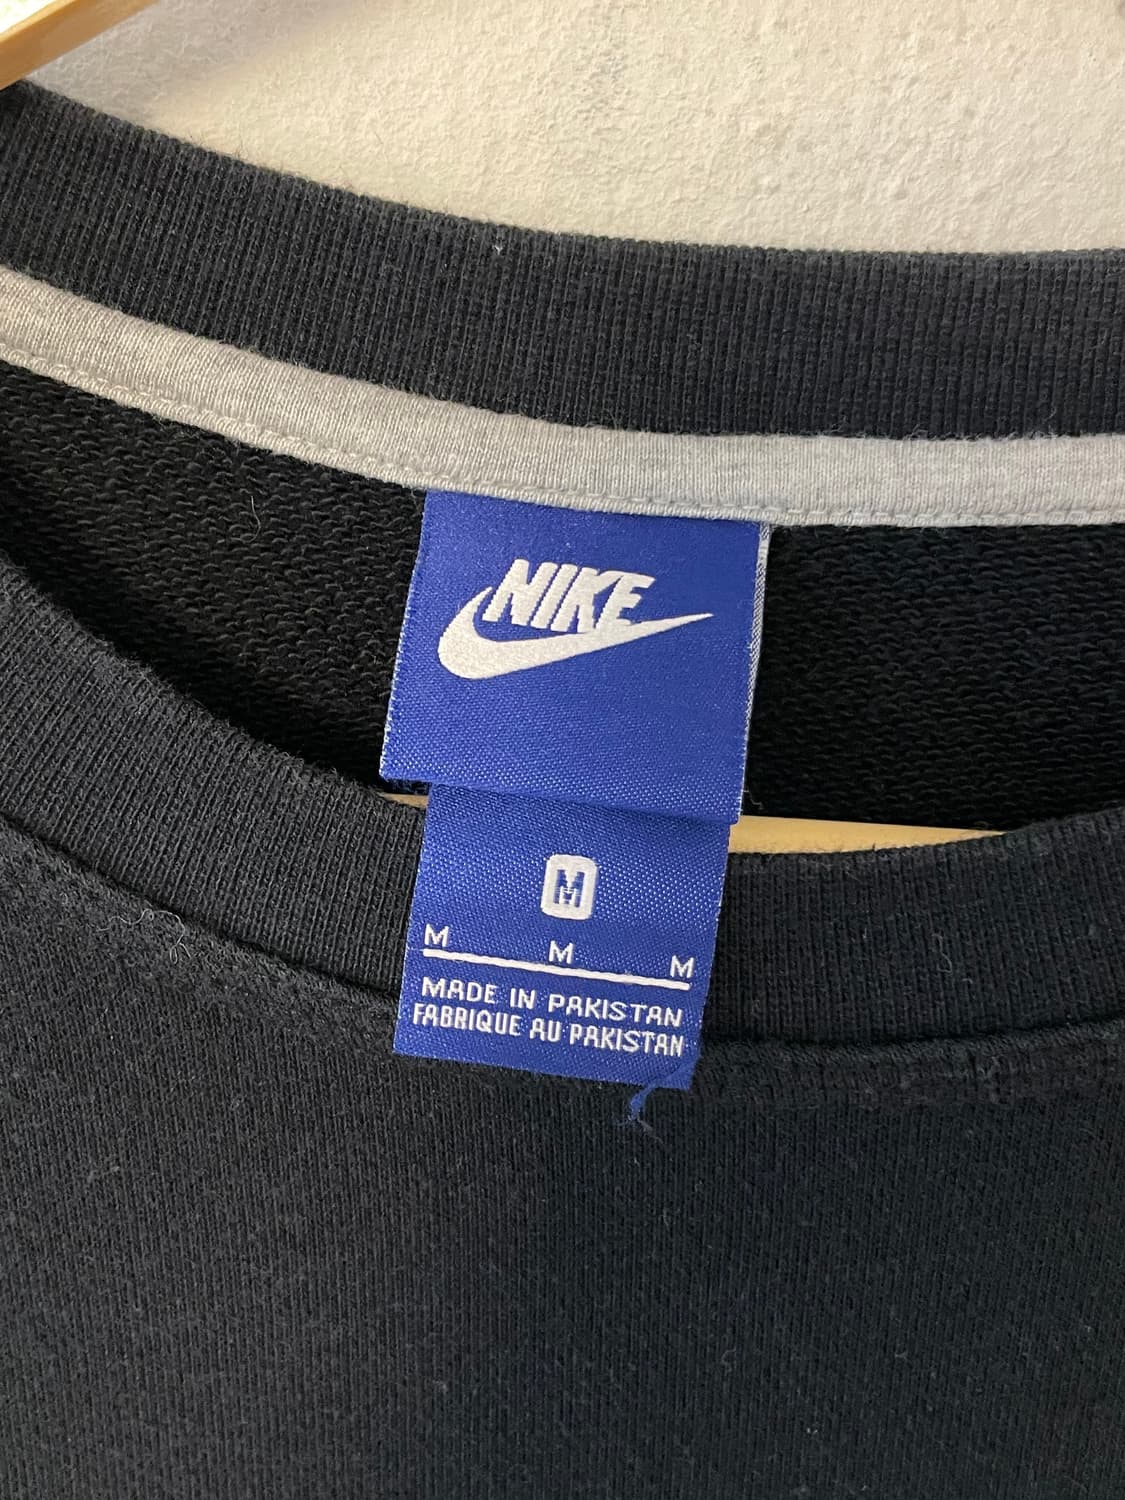 NIKE
M
M M M
MADE IN PAKISTAN
FABRIQUE AU PAKISTAN